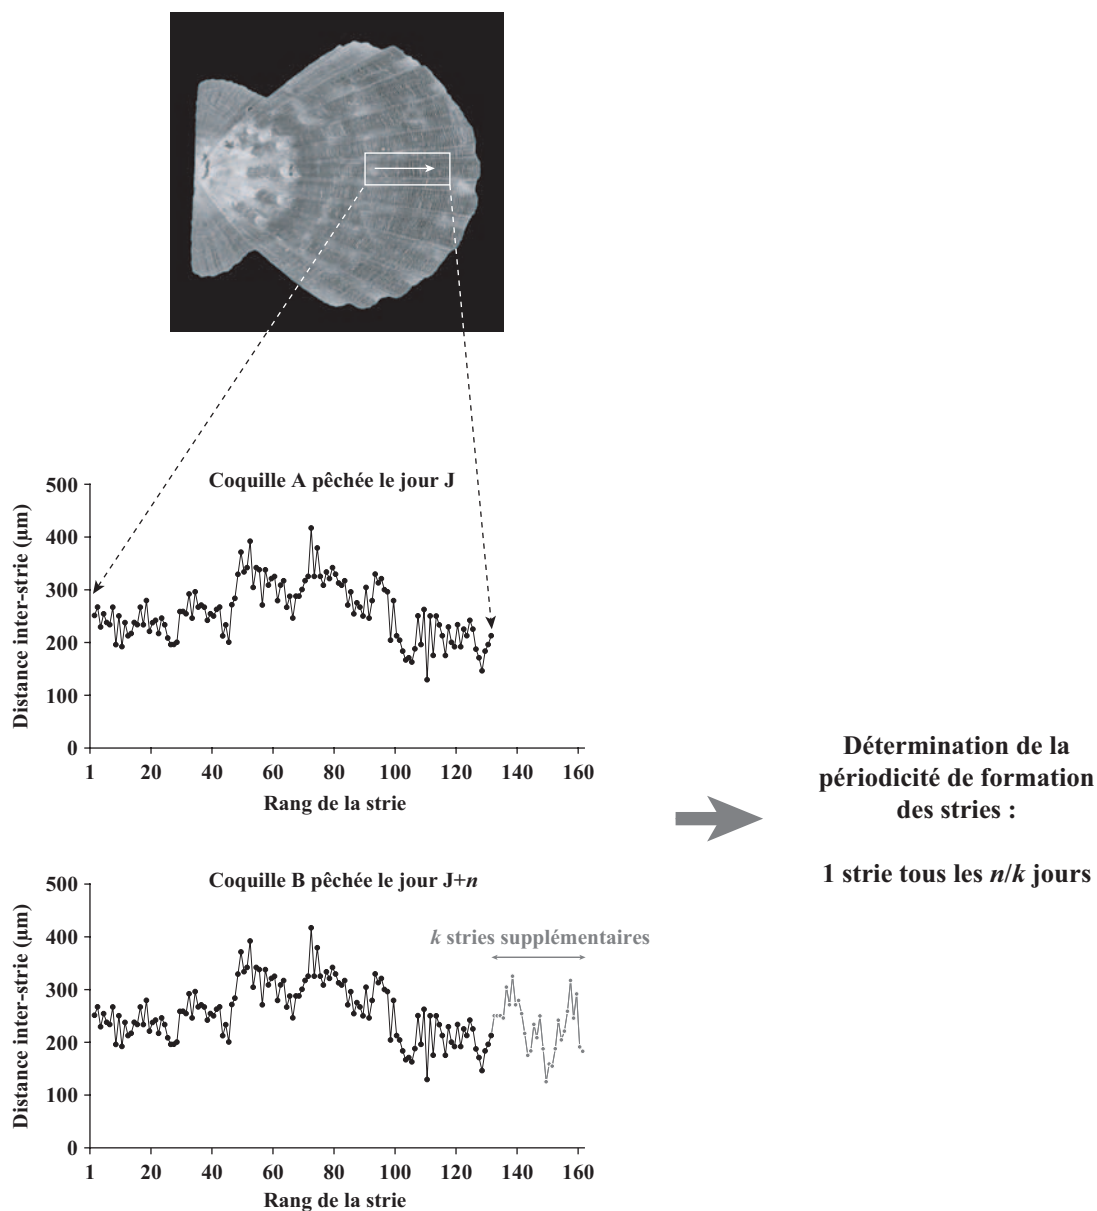 Coquille A pêchée le jour J
Distance inter-strie (μm)
500
400
300
200
100
0
1 20 40 60 80 100 120 140 160
Rang de la strie
Détermination de la
périodicité de formation
des stries :
1 strie tous les n/k jours
Coquille B pêchée le jour J+n
k stries supplémentaires
Distance inter-strie (μm)
500
400
300
200
100
0
1 20 40 60 80 100 120 140 160
Rang de la strie